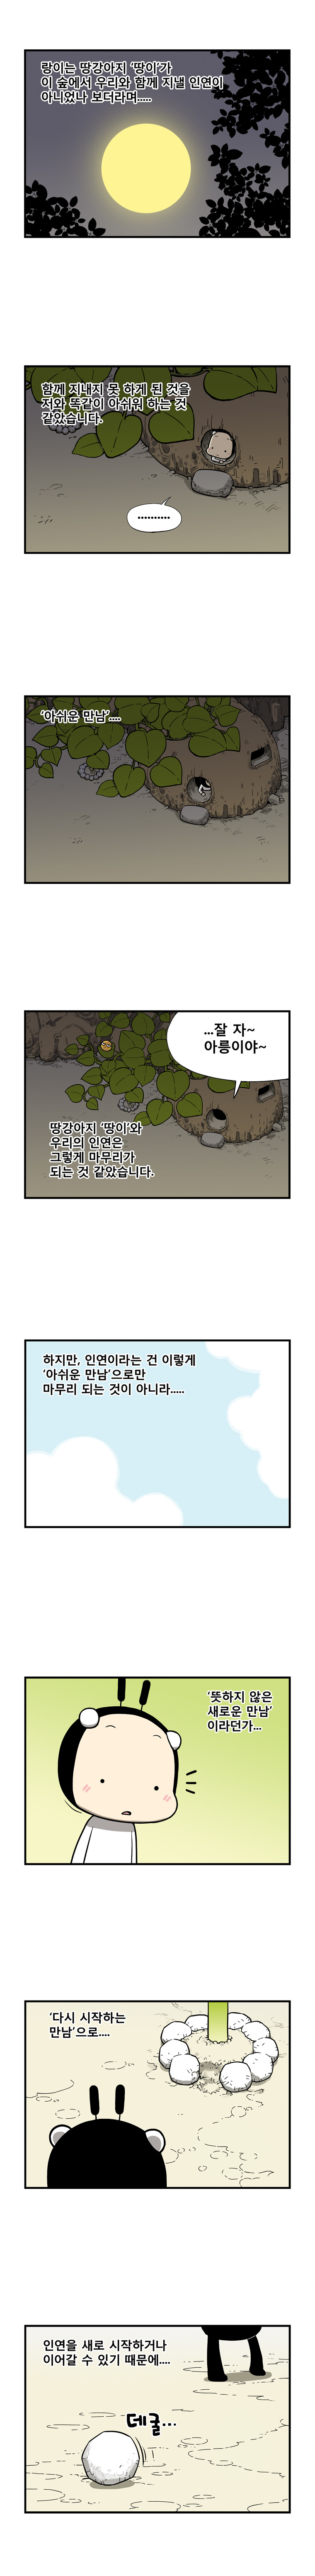 랑이는 땅강아지 '땅이'가
이 숲에서 우리와 함께 지낼 인연이
아니었나 보더라며.....
함께 지내지 못 하게 된 것을
저와 똑같이 아쉬워 하는 것
같았습니다.
••••••••••
'아쉬운 만남'....
...잘 자~
아릉이야~
땅강아지 '땅이'와
우리의 인연은
그렇게 마무리가
되는 것 같았습니다.
하지만, 인연이라는 건 이렇게
'아쉬운 만남'으로만
마무리 되는 것이 아니라.....
'뜻하지 않은
새로운 만남'
이라던가...
'다시 시작하는
만남'으로....
인연을 새로 시작하거나
이어갈 수 있기 때문에....
데굴...